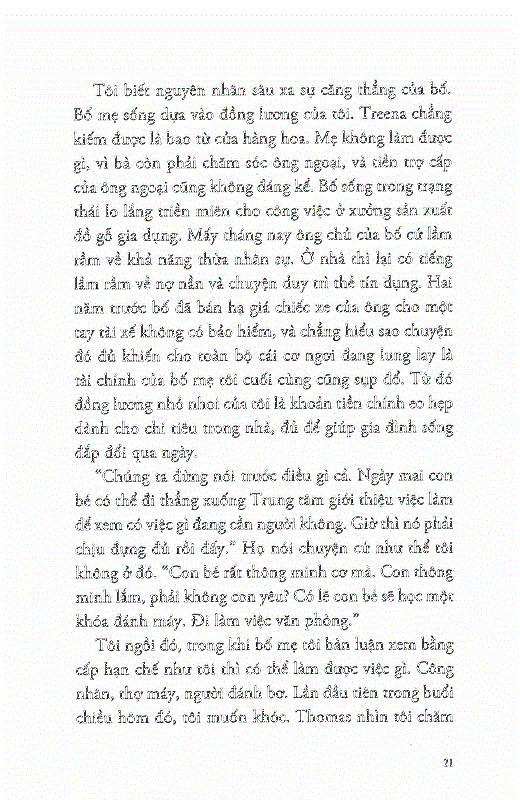 Tôi biết nguyên nhân sâu xa sự căng thẳng của bố.
Bố mẹ sống dựa vào đồng lương của tôi. Treena chẳng
kiếm được là bao từ cửa hàng hoa. Mẹ không làm được
gì, vì bà còn phải chăm sóc ông ngoại, và tiền trợ cấp
của ông ngoại cũng không đáng kể. Bố sống trong trạng
thái lo lắng triền miên cho công việc ở xưởng sản xuất
đồ gỗ gia dụng. Mấy tháng nay ông chủ của bố cứ lầm
rầm về khả năng thừa nhân sự. Ở nhà thì lại có tiếng
lầm rầm về nợ nần và chuyện duy trì thẻ tín dụng. Hai
năm trước bố đã bán hạ giá chiếc xe của ông cho một
tay tài xế không có bảo hiểm, và chẳng hiểu sao chuyện
đó đủ khiến cho toàn bộ cái cơ ngơi đang lung lay là
tài chính của bố mẹ tôi cuối cùng cũng sụp đổ. Từ đó
đồng lương nhỏ nhoi của tôi là khoản tiền chính eo hẹp
dành cho chi tiêu trong nhà, đủ để giúp gia đình sống
đắp đổi qua ngày.
“Chúng ta đừng nói trước điều gì cả. Ngày mai con
bé có thể đi thẳng xuống Trung tâm giới thiệu việc làm
để xem có việc gì đang cần người không. Giờ thì nó phải
chịu đựng đủ rồi đấy.” Họ nói chuyện cứ như thể tôi
không ở đó. “Con bé rất thông minh cơ mà. Con thông
minh lắm, phải không con yêu? Có lẽ con bé sẽ học một
khóa đánh máy. Đi làm việc văn phòng.”
Tôi ngồi đó, trong khi bố mẹ tôi bàn luận xem bằng
cấp hạn chế như tôi thì có thể làm được việc gì. Công
nhân, thợ máy, người đánh bơ. Lần đầu tiên trong buổi
chiều hôm đó, tôi muốn khóc. Thomas nhìn tôi chăm
21